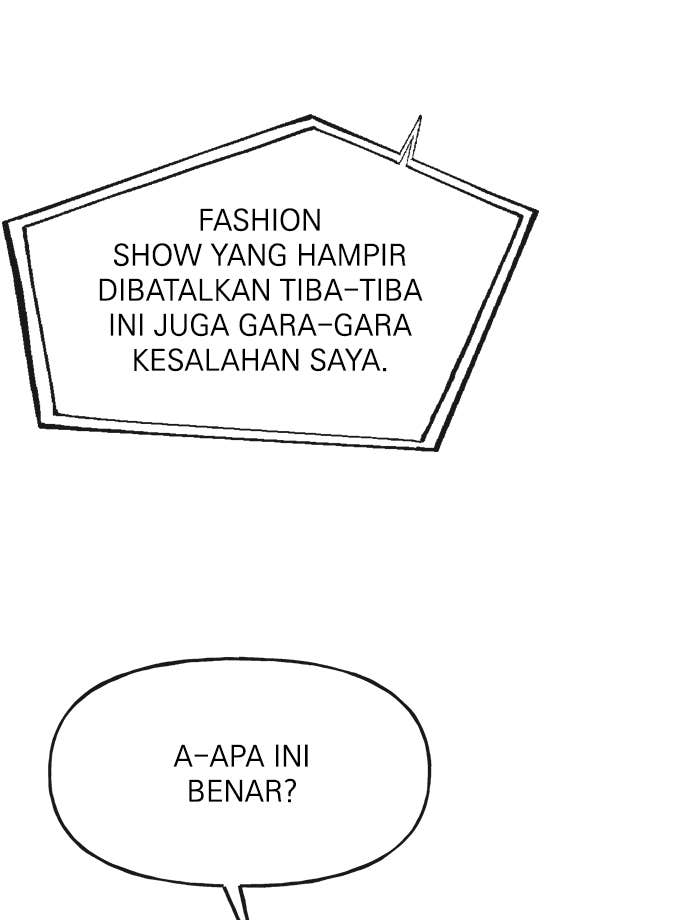 FASHION
SHOW YANG HAMPIR
DIBATALKAN TIBA-TIBA
INI JUGA GARA-GARA
KESALAHAN SAYA.
A-APA INI
BENAR?